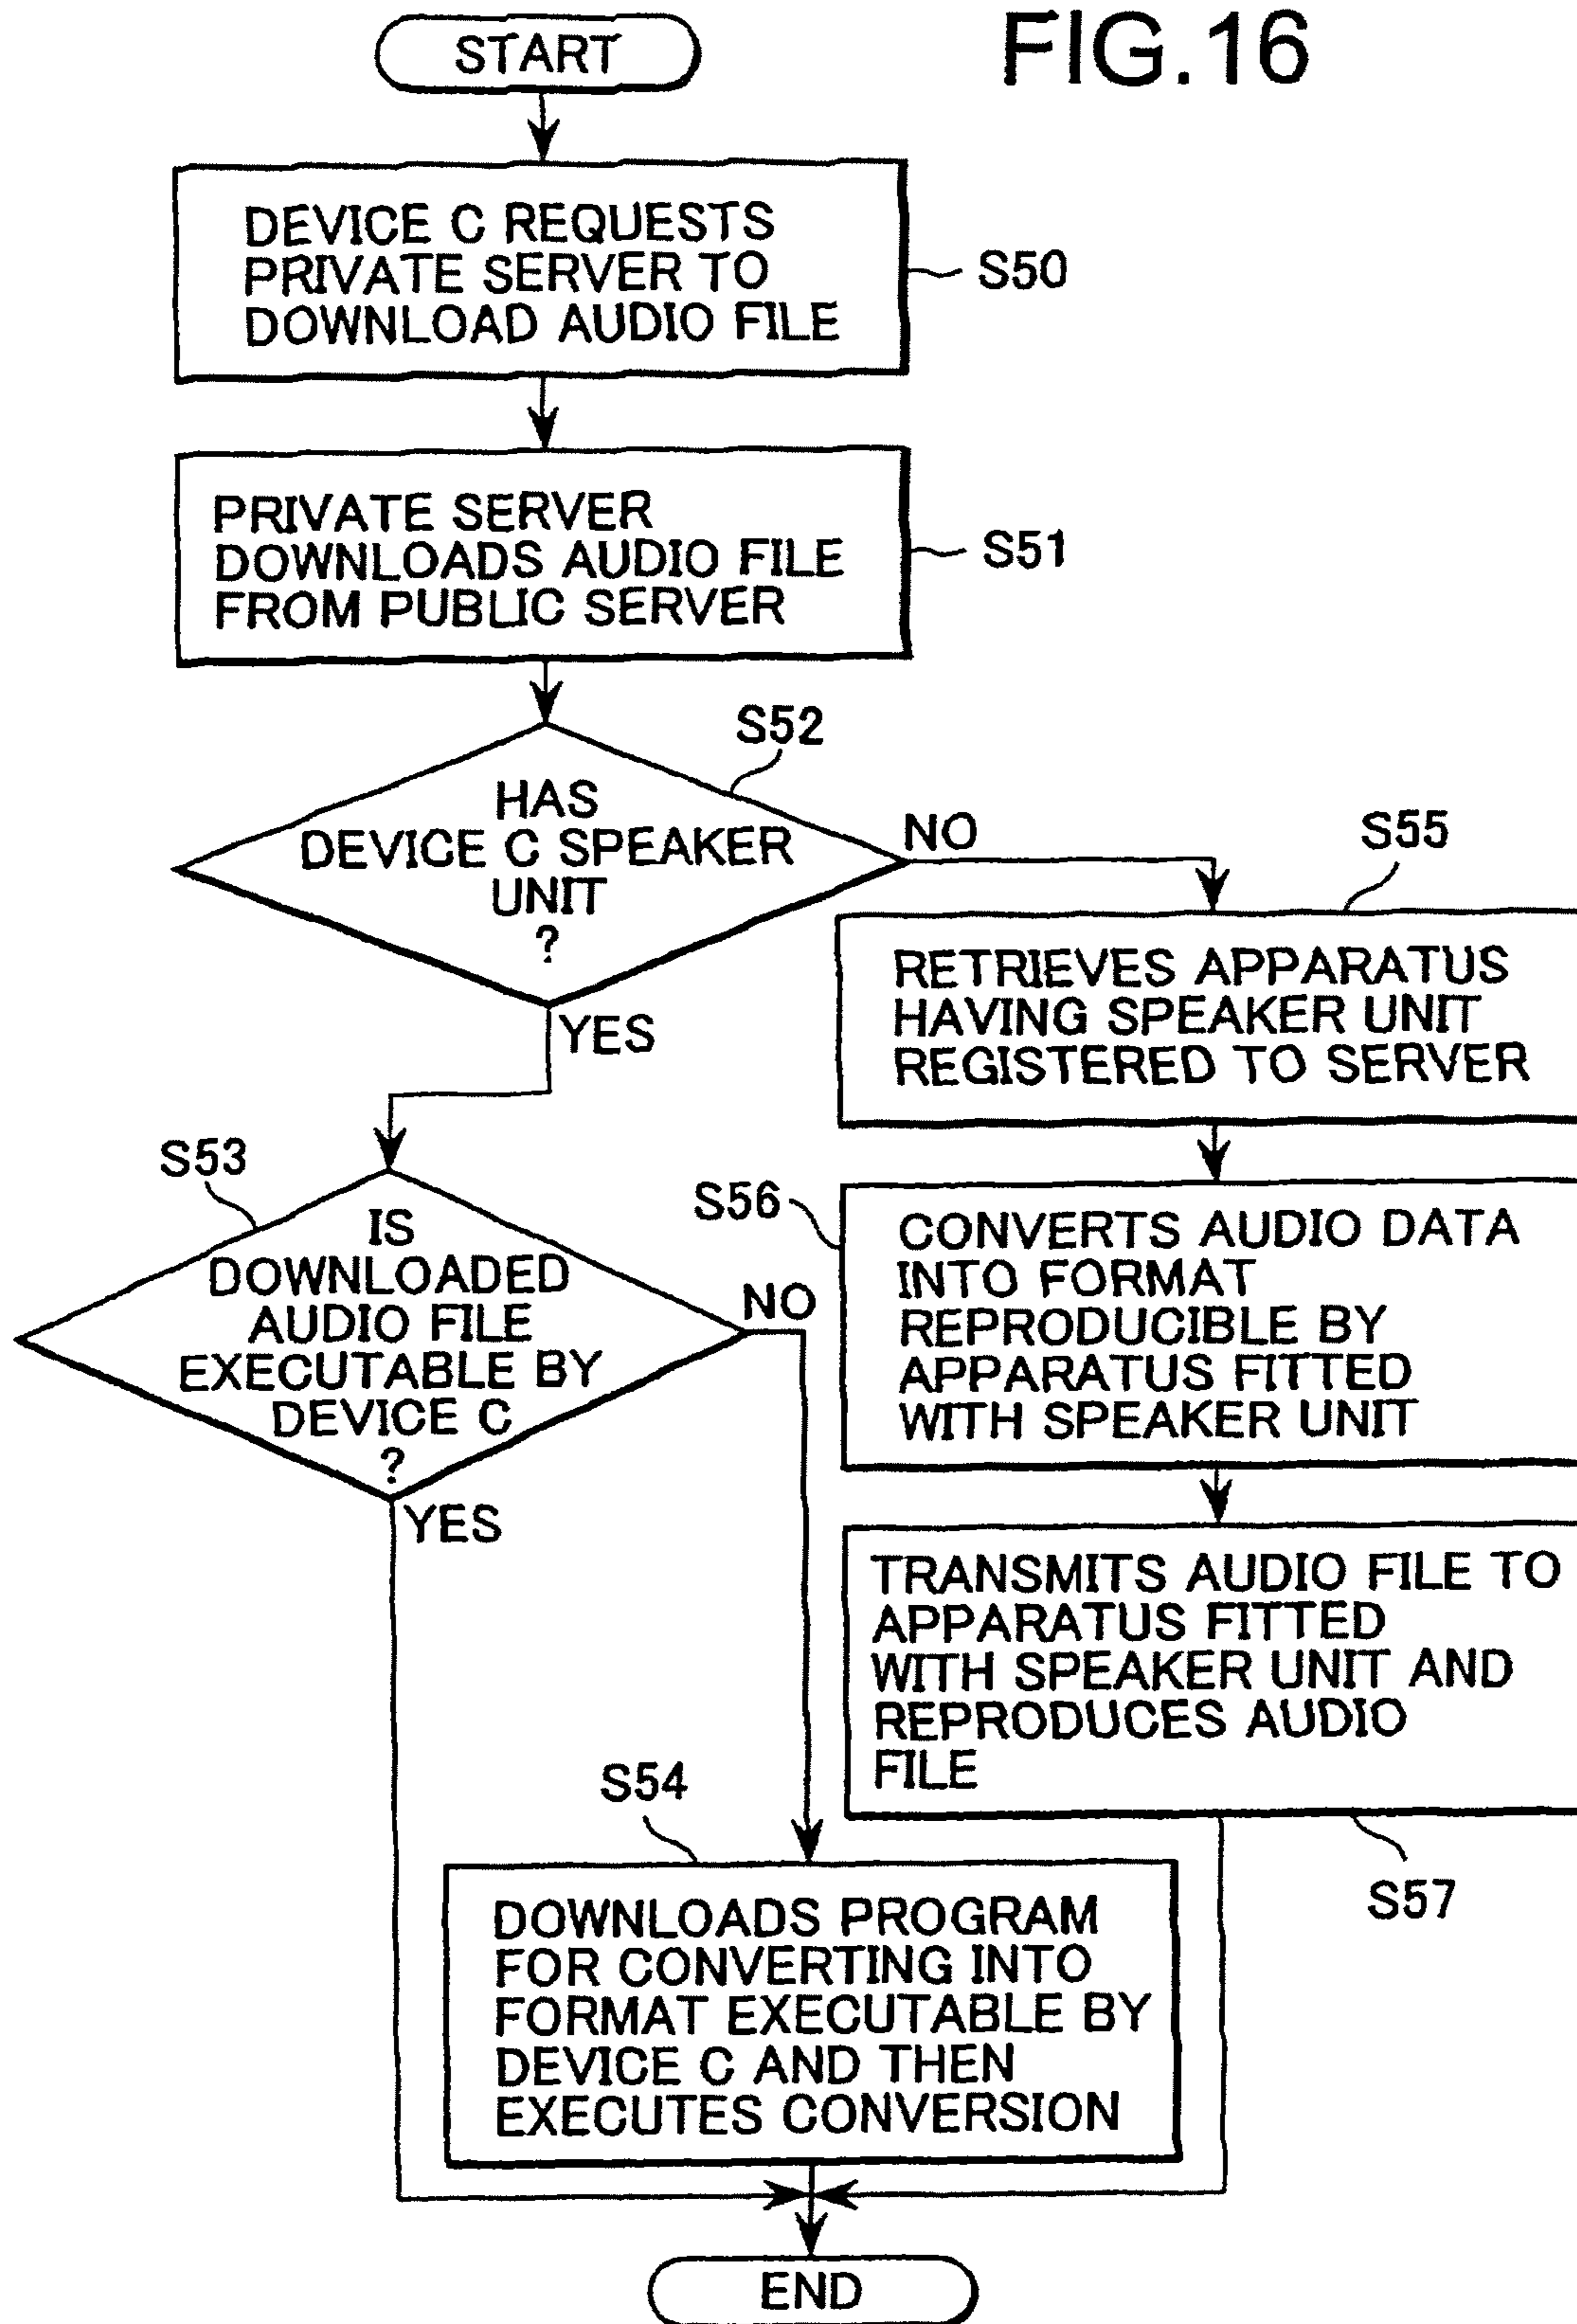 FIG.16
START
DEVICE C REQUESTS
PRIVATE SERVER TO
DOWNLOAD AUDIO FILE
S50
PRIVATE SERVER
DOWNLOADS AUDIO FILE
FROM PUBLIC SERVER
S51
S52
HAS
DEVICE C SPEAKER
UNIT
?
NO
YES
S55
RETRIEVES APPARATUS
HAVING SPEAKER UNIT
REGISTERED TO SERVER
S53
IS
DOWNLOADED
AUDIO FILE
EXECUTABLE BY
DEVICE C
?
NO
YES
S56
CONVERTS AUDIO DATA
INTO FORMAT
REPRODUCIBLE BY
APPARATUS FITTED
WITH SPEAKER UNIT
TRANSMITS AUDIO FILE TO
APPARATUS FITTED
WITH SPEAKER UNIT AND
REPRODUCES AUDIO
FILE
S57
S54
DOWNLOADS PROGRAM
FOR CONVERTING INTO
FORMAT EXECUTABLE BY
DEVICE C AND THEN
EXECUTES CONVERSION
END